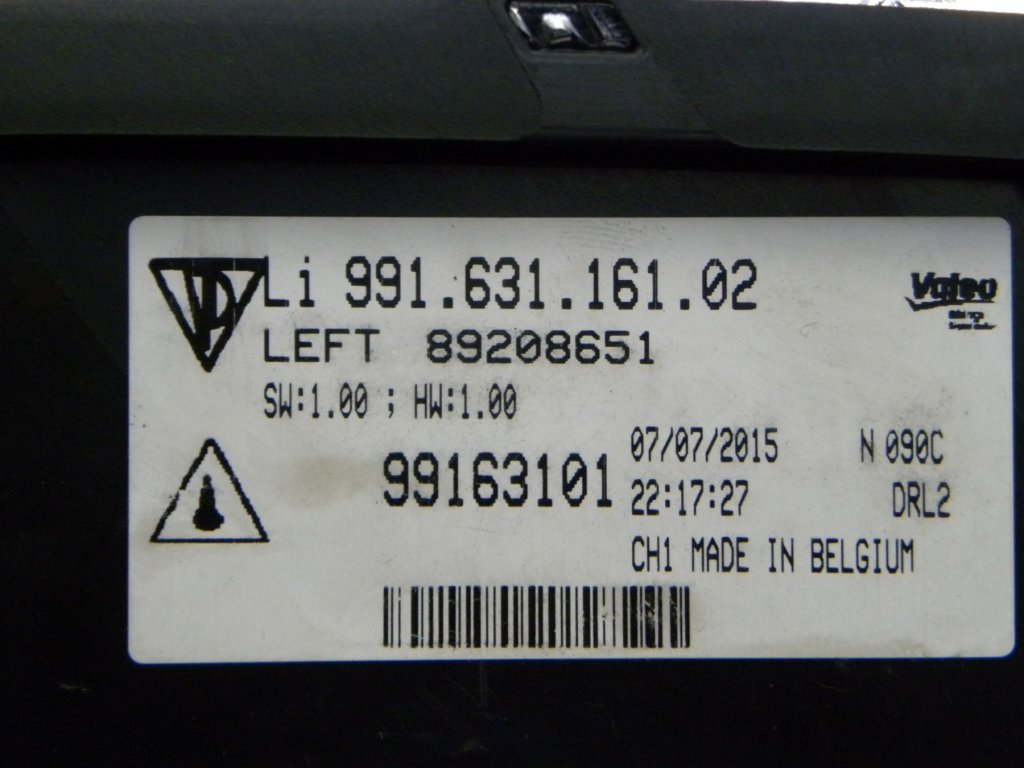 Li 991.631.161.02
Valeo
LEFT 89208651
SW:1.00 ; HW:1.00
99163101
07/07/2015 N 090C
22:17:27 DRL2
CH1 MADE IN BELGIUM